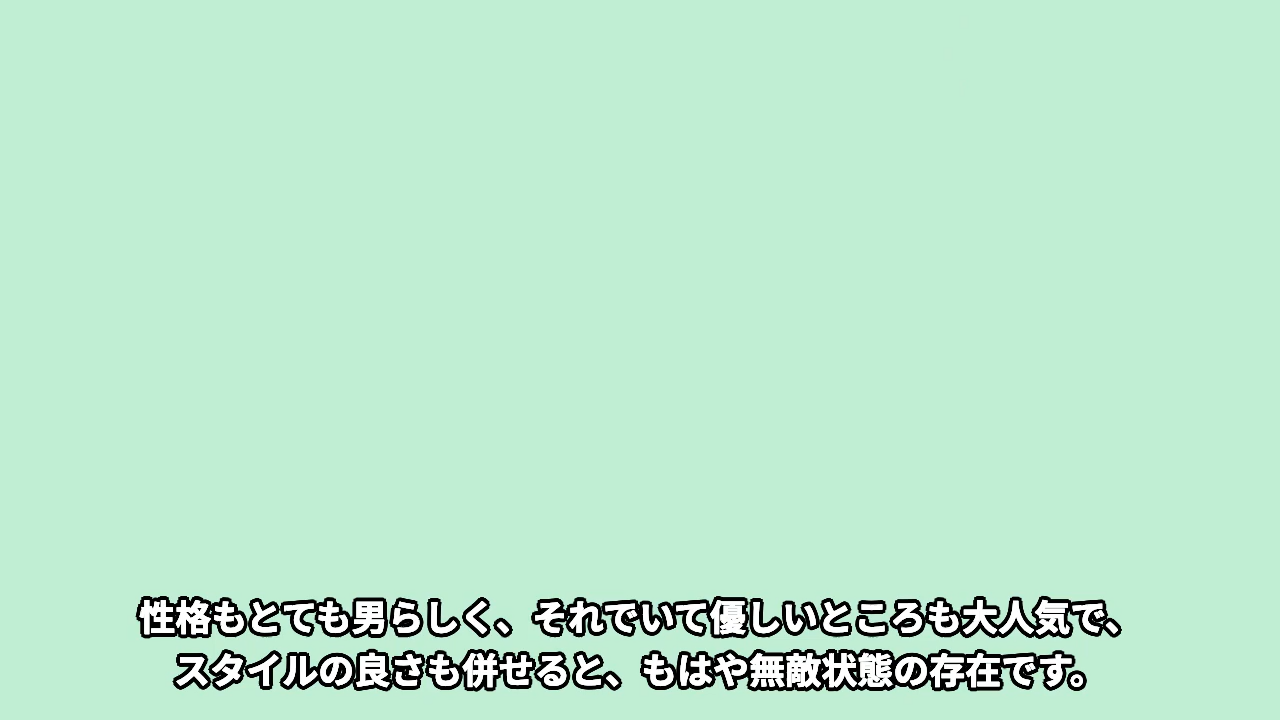 性格もとても男らしく、それでいて優しいところも大人気で、
スタイルの良さも併せると、もはや無敵状態の存在です。